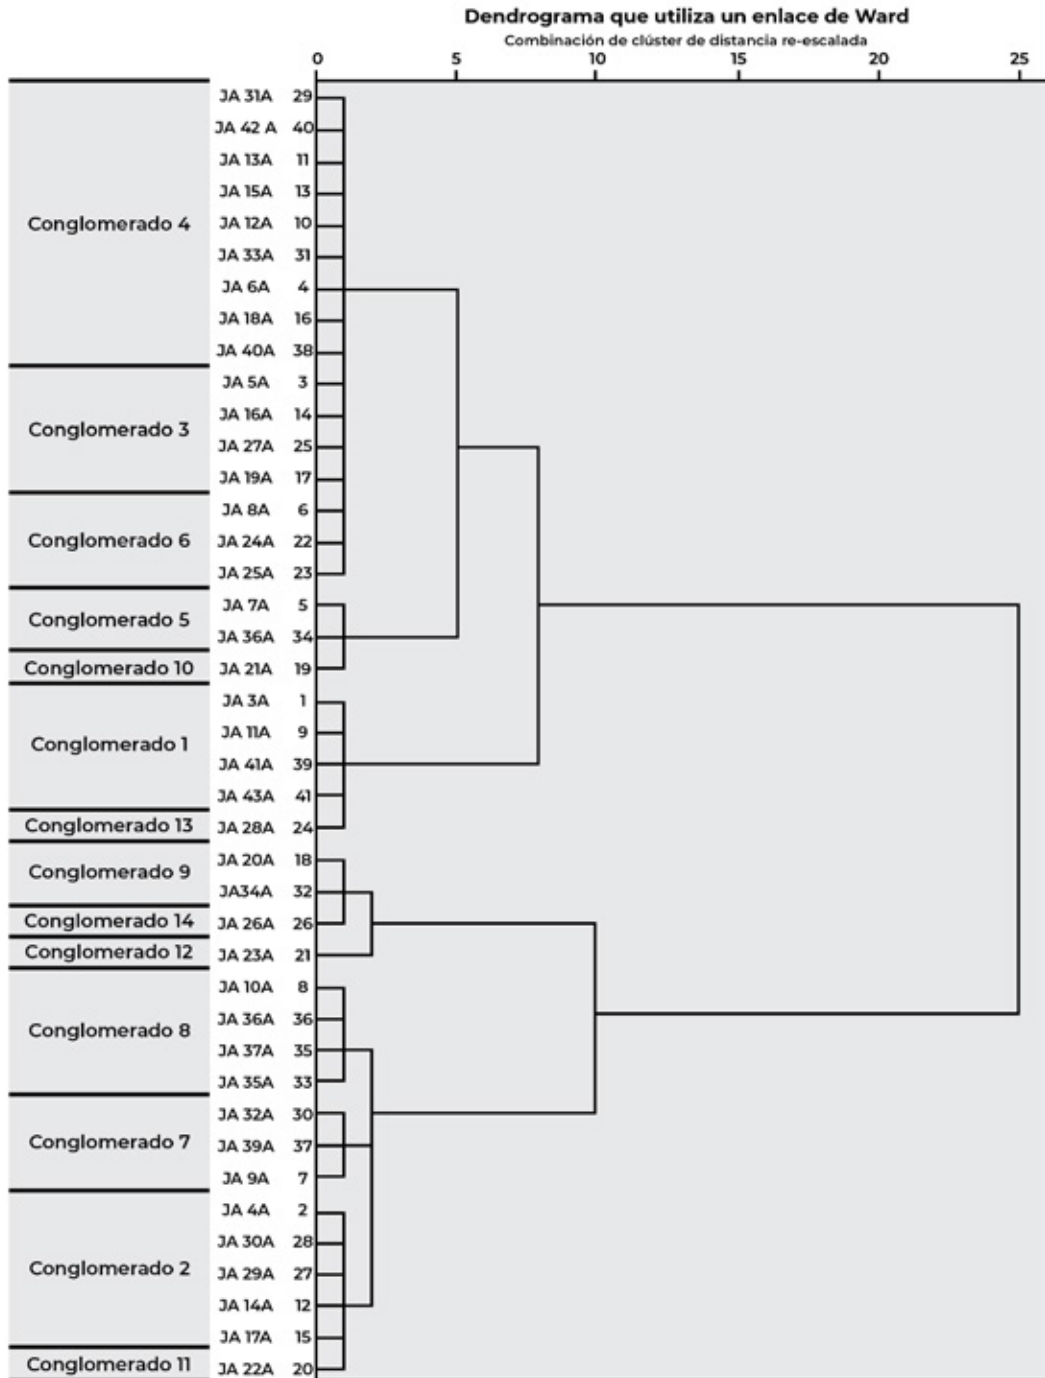 Dendrograma que utiliza un enlace de Ward
Combinación de clúster de distancia re-escalada
0 5 10 15 20 25
Conglomerado 4
JA 31A 29
JA 42 A 40
JA 13A 11
JA 15A 13
JA 12A 10
JA 33A 31
JA 6A 4
JA 18A 16
JA 40A 38
Conglomerado 3
JA 5A 3
JA 16A 14
JA 27A 25
JA 19A 17
Conglomerado 6
JA 8A 6
JA 24A 22
JA 25A 23
Conglomerado 5
JA 7A 5
JA 36A 34
Conglomerado 10 JA 21A 19
Conglomerado 1
JA 3A 1
JA 11A 9
JA 41A 39
JA 43A 41
Conglomerado 13 JA 28A 24
Conglomerado 9
JA 20A 18
JA34A 32
Conglomerado 14 JA 26A 26
Conglomerado 12 JA 23A 21
Conglomerado 8
JA 10A 8
JA 36A 36
JA 37A 35
JA 35A 33
Conglomerado 7
JA 32A 30
JA 39A 37
JA 9A 7
Conglomerado 2
JA 4A 2
JA 30A 28
JA 29A 27
JA 14A 12
JA 17A 15
Conglomerado 11 JA 22A 20